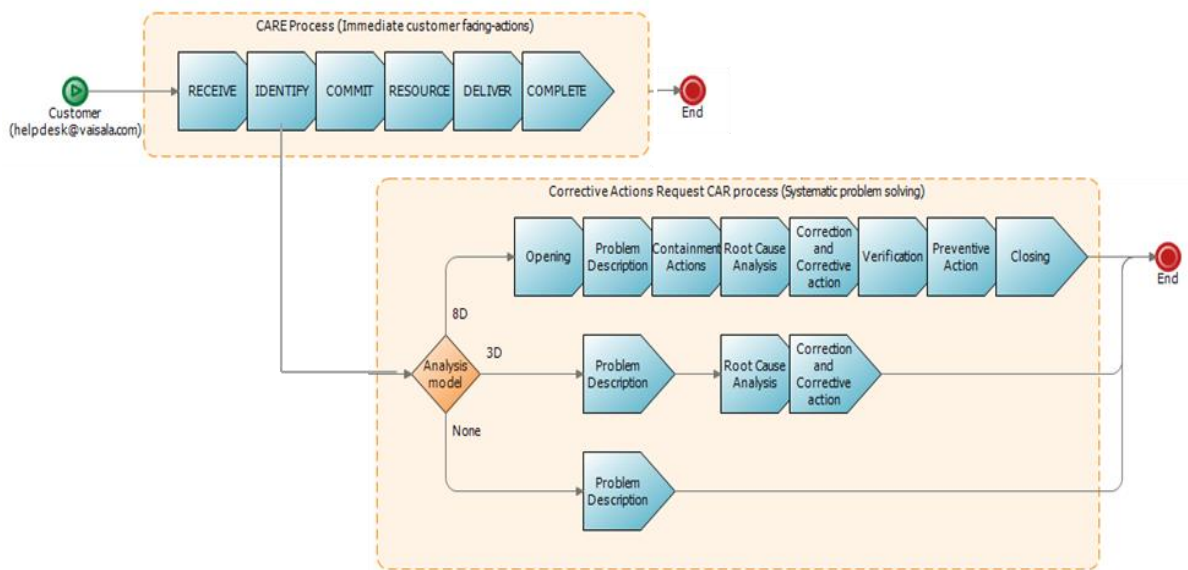 CARE Process (Immediate customer facing-actions)
RECEIVE
IDENTIFY
COMMIT
RESOURCE
DELIVER
COMPLETE
Customer
(helpdesk@vaisala.com)
End
Corrective Actions Request CAR process (Systematic problem solving)
Opening
Problem
Description
Containment
Actions
Root Cause
Analysis
Correction
and
Corrective
action
Verification
Preventive
Action
Closing
End
8D
3D
Analysis
model
Problem
Description
Root Cause
Analysis
Correction
and
Corrective
action
None
Problem
Description